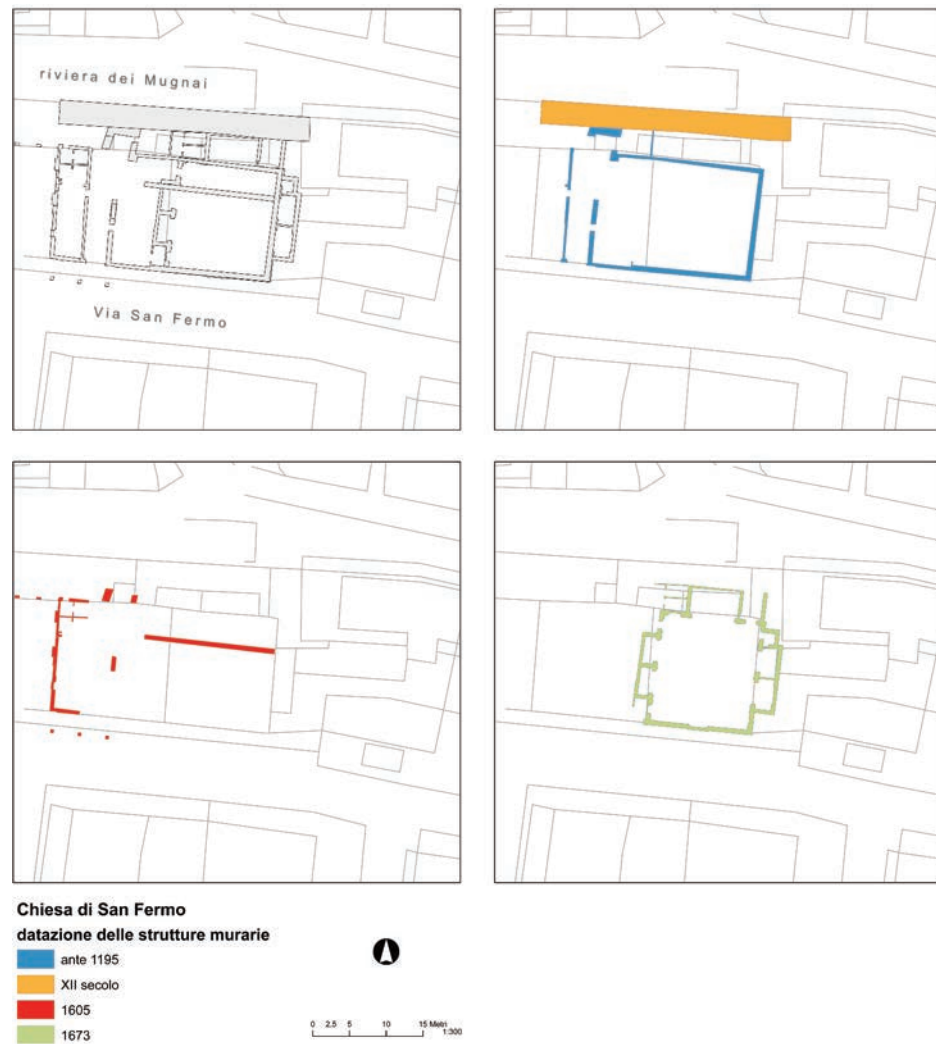 riviera dei Mugnai
Via San Fermo
Chiesa di San Fermo
datazione delle strutture murarie
ante 1195
XII secolo
1605
1673
0 2,5 5 10 15 Metri
1:300